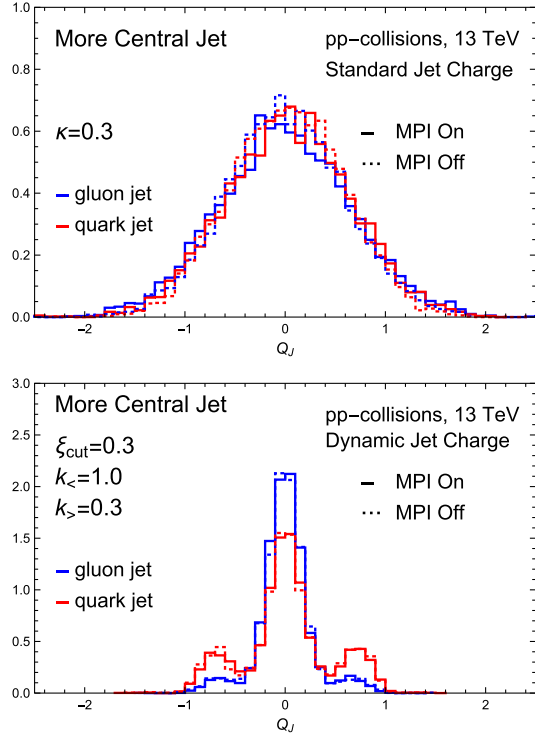 More Central Jet
pp−collisions, 13 TeV
Standard Jet Charge
κ=0.3
MPI On
MPI Off
gluon jet
quark jet
1.0
0.8
0.6
0.4
0.2
0.0
−2 −1 0 1 2
Q_J
More Central Jet
pp−collisions, 13 TeV
Dynamic Jet Charge
ξcut=0.3
k<=1.0
k>=0.3
MPI On
MPI Off
gluon jet
quark jet
3.0
2.5
2.0
1.5
1.0
0.5
0.0
−2 −1 0 1 2
Q_J